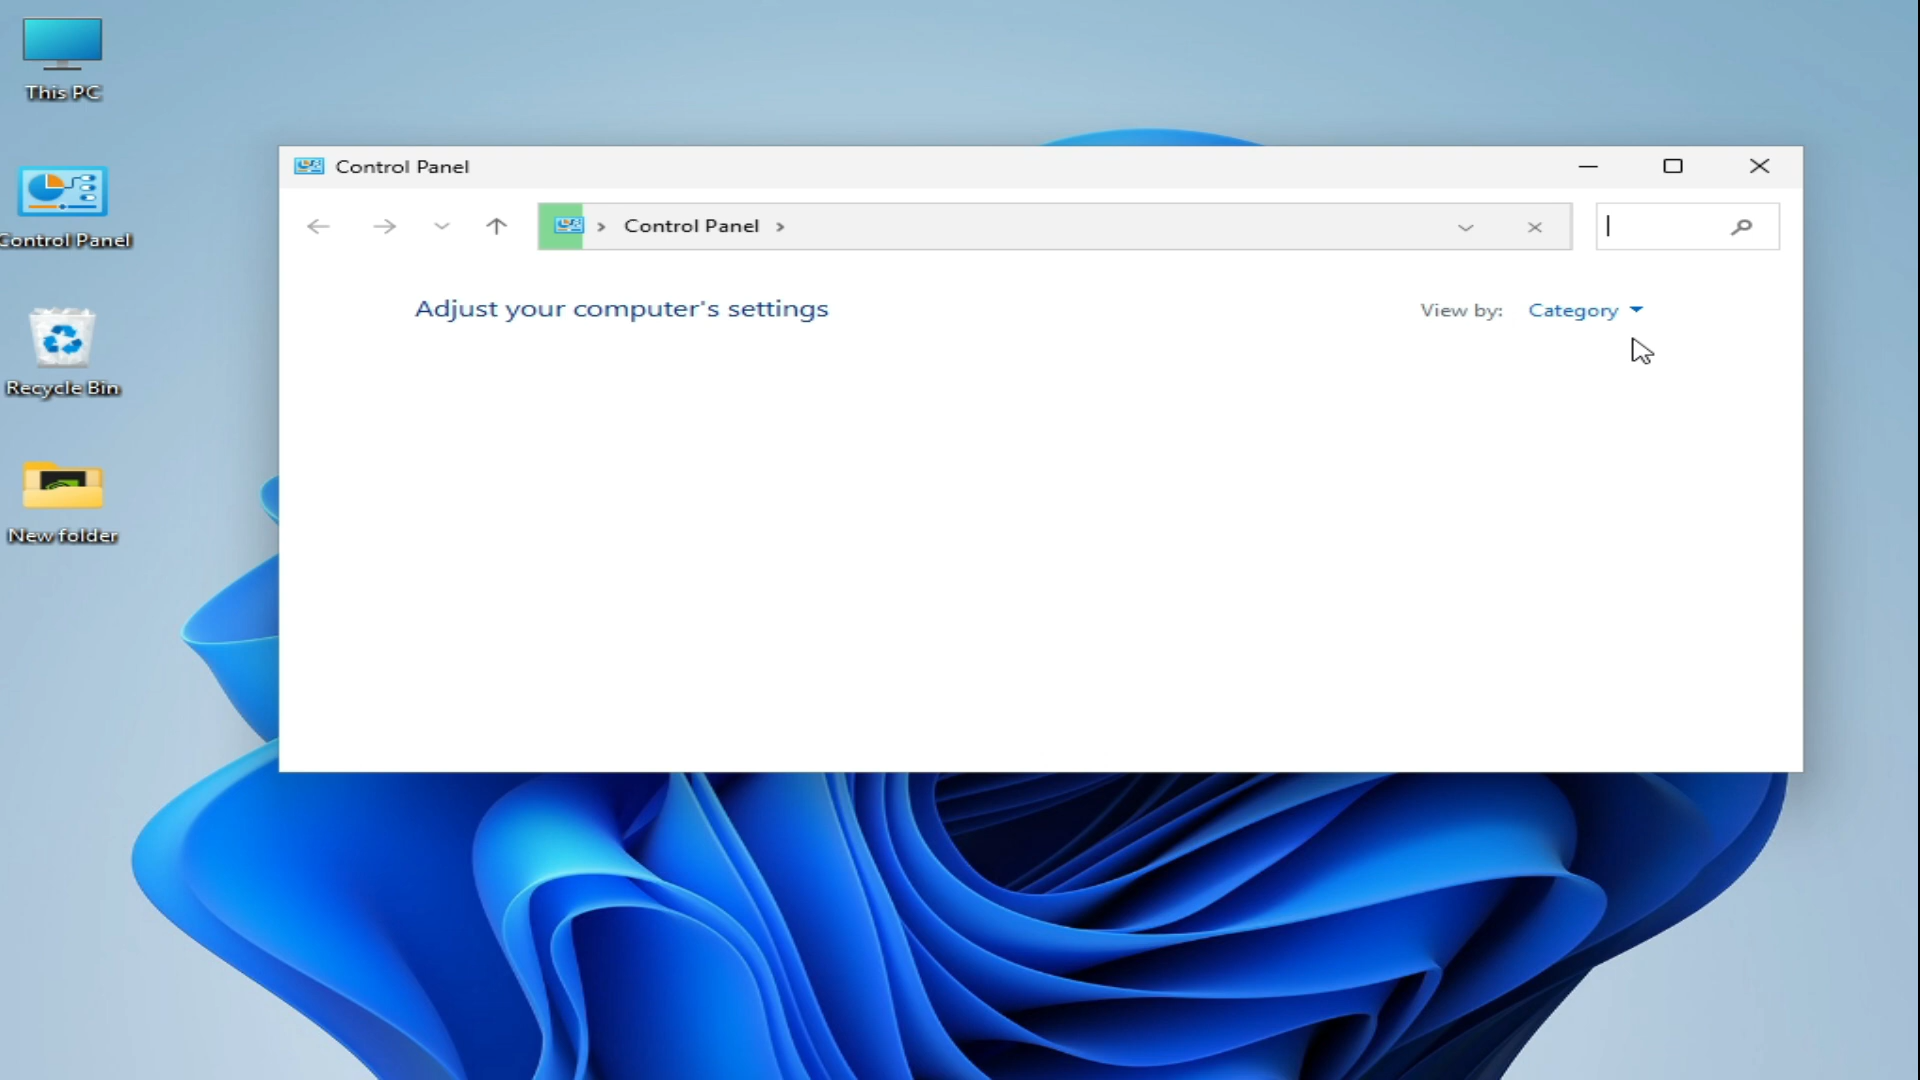 This PC
Control Panel
Recycle Bin
New folder
Control Panel
Control Panel
Adjust your computer's settings
View by: Category